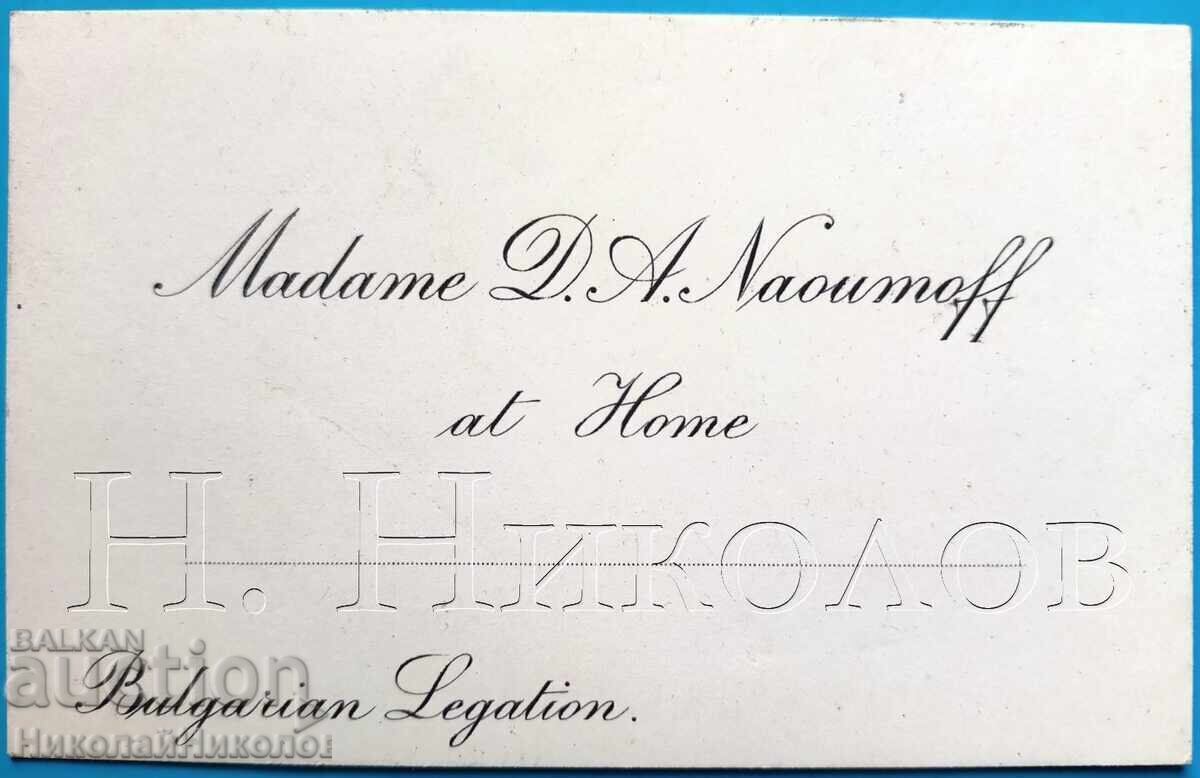 Madame D. A. Naoumoff
at Home
Н. Николов
BALKAN
auction
Bulgarian Legation.
НиколайНиколов